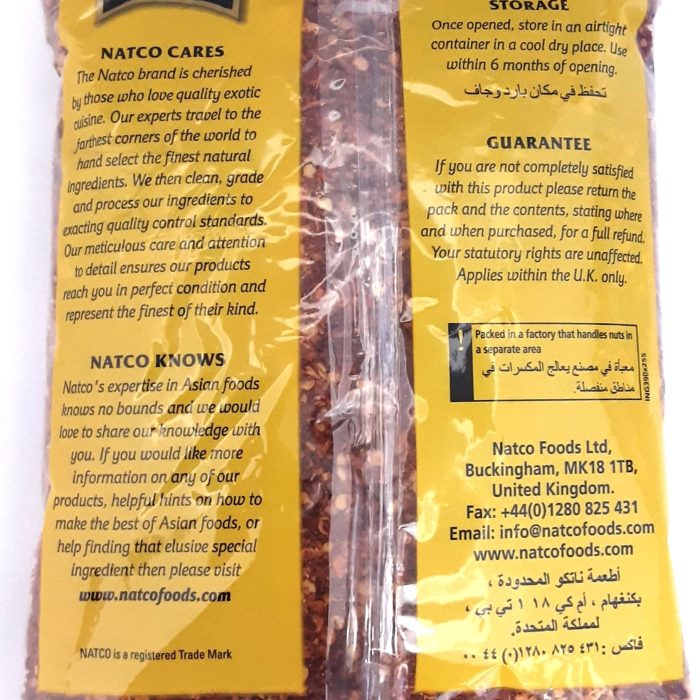 NATCO CARES
The Natco brand is cherished
by those who love quality exotic
cuisine. Our experts travel to the
farthest corners of the world to
hand select the finest natural
ingredients. We then clean, grade
and process our ingredients to
exacting quality control standards.
Our meticulous care and attention
to detail ensures our products
reach you in perfect condition and
represent the finest of their kind.
NATCO KNOWS
Natco's expertise in Asian foods
knows no bounds and we would
love to share our knowledge with
you. If you would like more
information on any of our
products, helpful hints on how to
make the best of Asian foods, or
help finding that elusive special
ingredient then please visit
www.natcofoods.com
NATCO is a registered Trade Mark
STORAGE
Once opened, store in an airtight
container in a cool dry place. Use
within 6 months of opening.
تحفظ في مكان بارد وجاف
GUARANTEE
If you are not completely satisfied
with this product please return the
pack and the contents, stating where
and when purchased, for a full refund.
Your statutory rights are unaffected.
Applies within the U.K. only.
! Packed in a factory that handles nuts in
a separate area
معبأة في مصنع يعالج المكسرات في
مناطق منفصلة.
ING390x255
Natco Foods Ltd,
Buckingham, MK18 1TB,
United Kingdom.
Fax: +44(0)1280 825 431
Email: info@natcofoods.com
www.natcofoods.com
أطعمة ناتكو المحدودة ،
بكنغهام ، أم كي ١٨ ١ تي بي ،
لمملكة المتحدة.
فاكس : ٤٣١ ٨٢٥ ١٢٨٠(٠) ٤٤ ٠٠